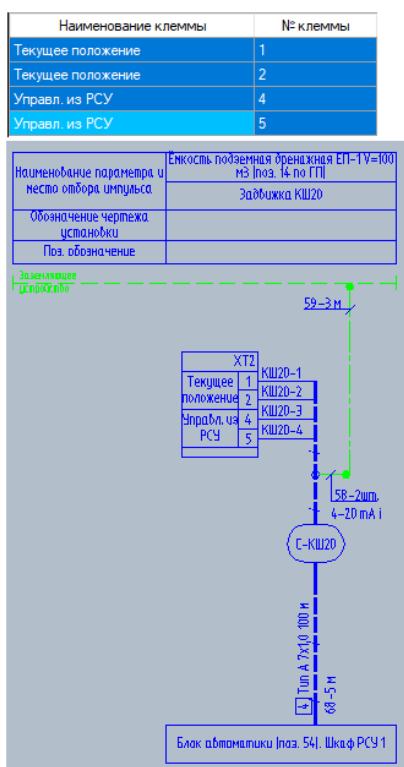 Наименование клеммы № клеммы
Текущее положение 1
Текущее положение 2
Управл. из РСУ 4
Управл. из РСУ 5
Наименование параметра и место отбора импульса
Ёмкость подземная дренажная ЕП-1 V=100 м3 (поз. 14 по ГП)
Задвижка КШ20
Обозначение чертежа установки
Поз. обозначение
Заземляющее
устройство
59-3 м
XT2
Текущее положение 1 КШ20-1
2 КШ20-2
Управл. из РСУ 4 КШ20-3
5 КШ20-4
58-2шт.
4-20 mA i
С-КШ20
4 Тип А 7х1,0 100 м
68-5 м
Блок автоматики (поз. 54). Шкаф РСУ 1